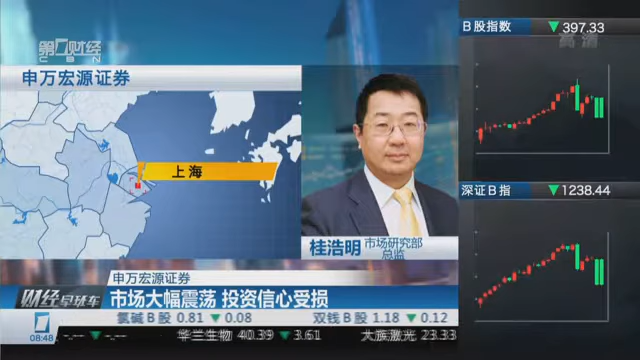 第一财经
CBN
B股指数 ▼397.33
高清
申万宏源证券
上海
深证B指 ▼1238.44
桂浩明 市场研究部
总监
申万宏源证券
财经早班车
市场大幅震荡 投资信心受损
氯碱B股 0.81 ▼0.08 双钱B股 1.18 ▼0.12
08:48 -.-- ▼-.-- 华兰生物 40.39 ▼3.61 大族激光 23.33